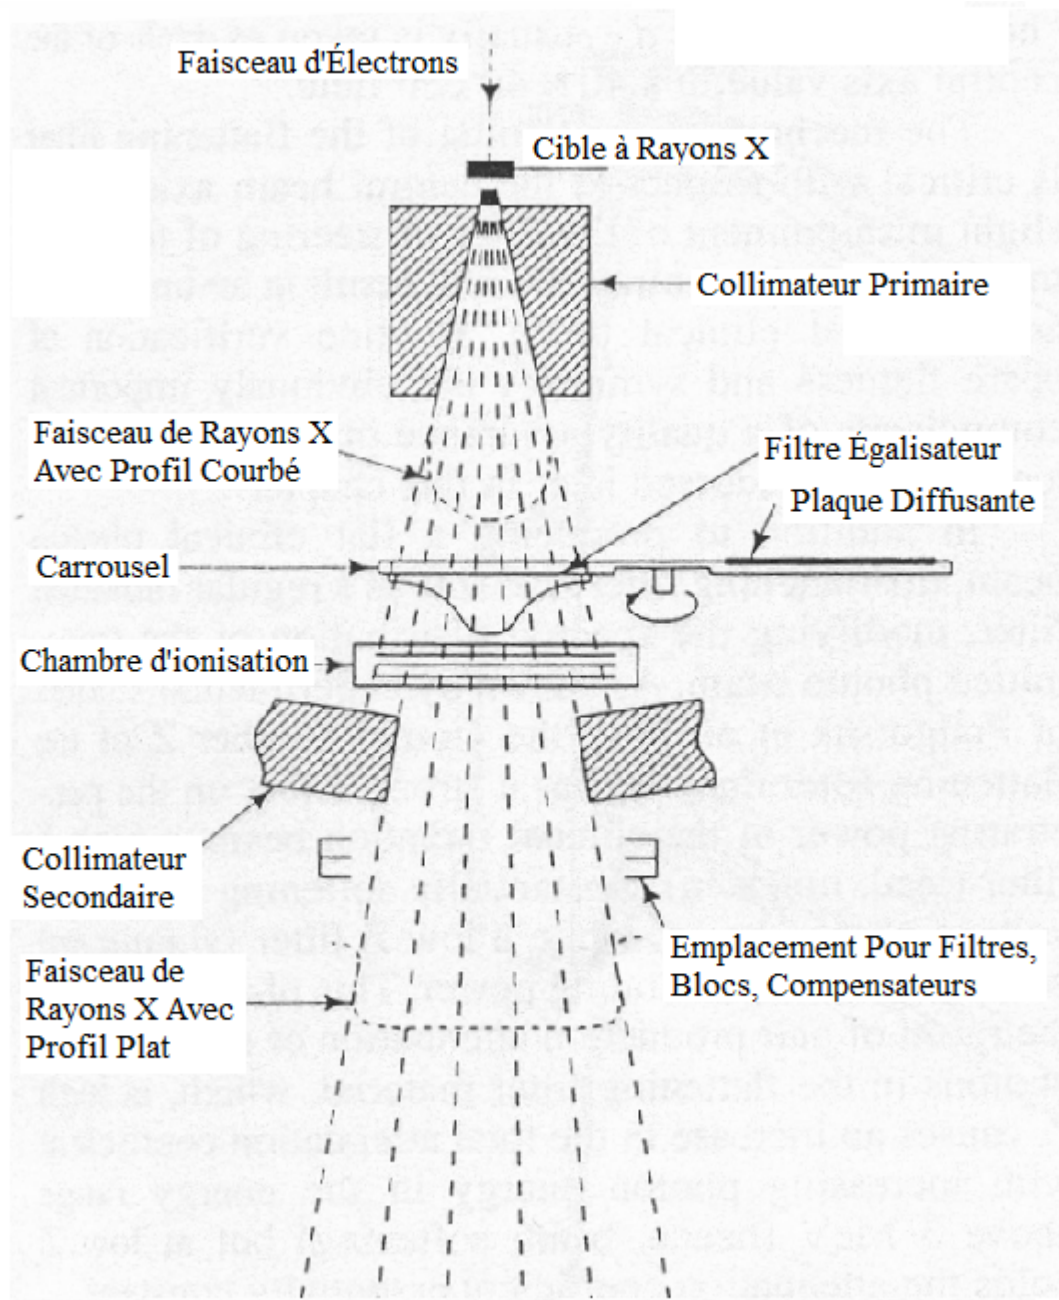 Faisceau d'Électrons
Cible à Rayons X
Collimateur Primaire
Faisceau de Rayons X
Avec Profil Courbé
Filtre Égalisateur
Plaque Diffusante
Carrousel
Chambre d'ionisation
Collimateur
Secondaire
Emplacement Pour Filtres,
Blocs, Compensateurs
Faisceau de
Rayons X Avec
Profil Plat